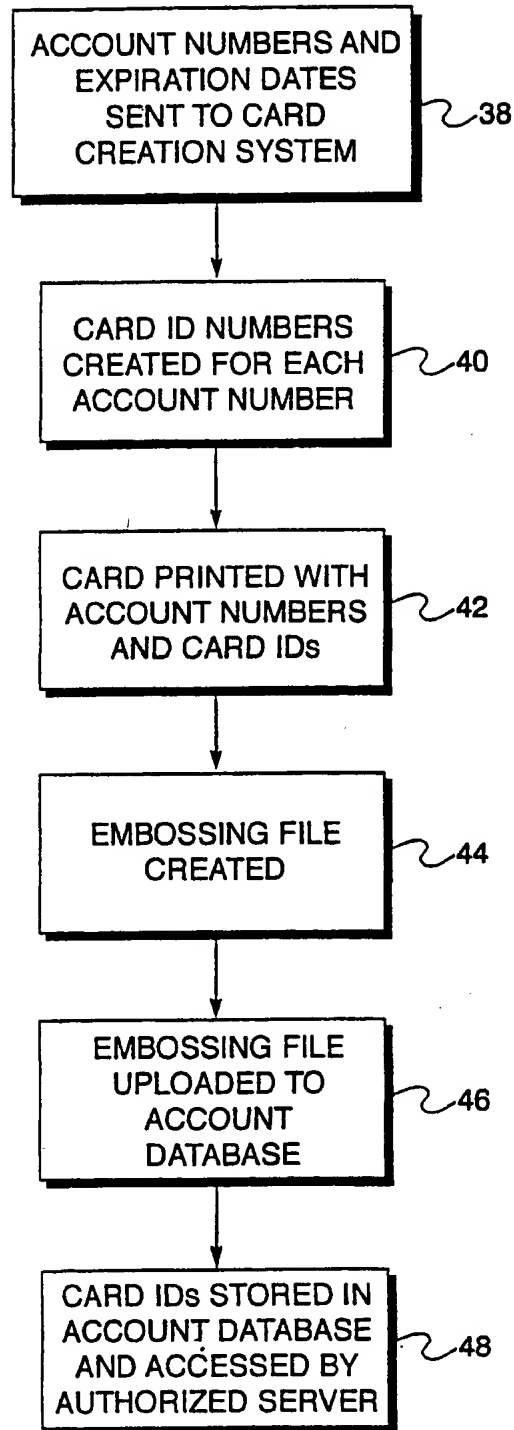 ACCOUNT NUMBERS AND
EXPIRATION DATES
SENT TO CARD
CREATION SYSTEM
38
CARD ID NUMBERS
CREATED FOR EACH
ACCOUNT NUMBER
40
CARD PRINTED WITH
ACCOUNT NUMBERS
AND CARD IDs
42
EMBOSSING FILE
CREATED
44
EMBOSSING FILE
UPLOADED TO
ACCOUNT
DATABASE
46
CARD IDs STORED IN
ACCOUNT DATABASE
AND ACCESSED BY
AUTHORIZED SERVER
48